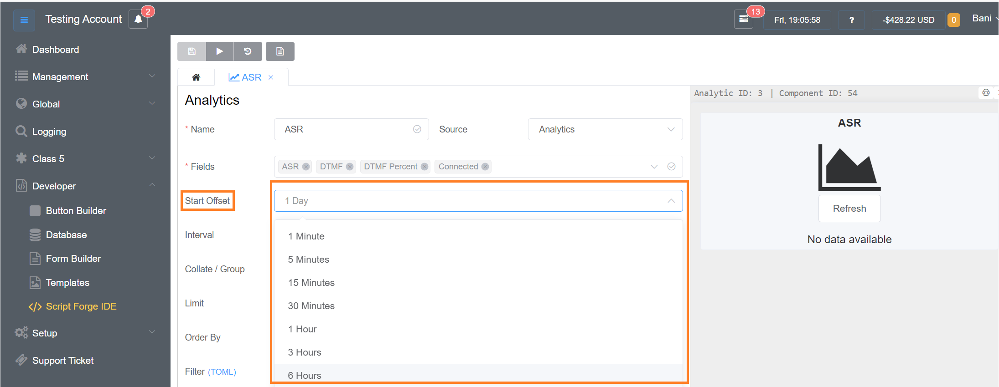 Testing Account
2
13
Fri, 19:05:58
?
-$428.22 USD
0
Bani
Dashboard
Management
Global
Logging
Class 5
Developer
Button Builder
Database
Form Builder
Templates
Script Forge IDE
Setup
Support Ticket
ASR
Analytics
* Name
ASR
Source
Analytics
* Fields
ASR
DTMF
DTMF Percent
Connected
Start Offset
1 Day
1 Minute
5 Minutes
15 Minutes
30 Minutes
1 Hour
3 Hours
6 Hours
Interval
Collate / Group
Limit
Order By
Filter (TOML)
Analytic ID: 3 | Component ID: 54
ASR
Refresh
No data available